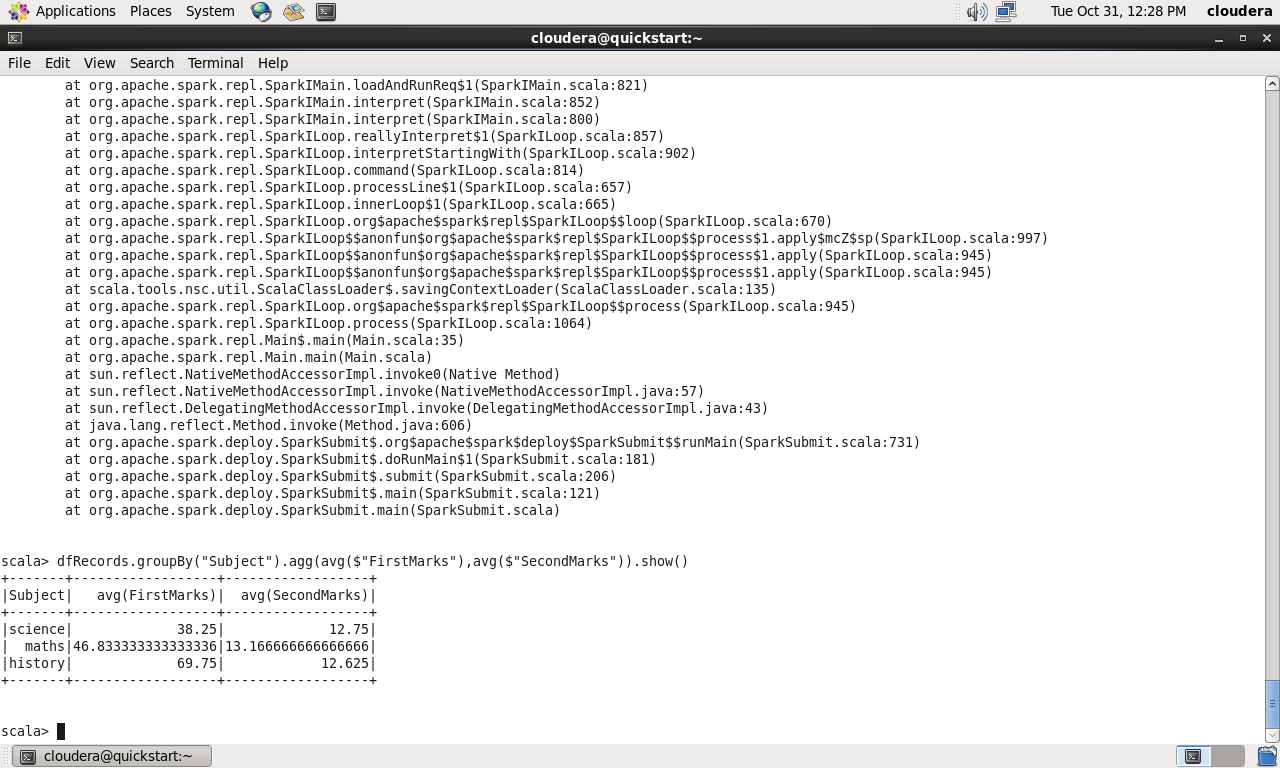 Applications Places System Tue Oct 31, 12:28 PM cloudera
cloudera@quickstart:~
File Edit View Search Terminal Help
at org.apache.spark.repl.SparkIMain.loadAndRunReq$1(SparkIMain.scala:821)
at org.apache.spark.repl.SparkIMain.interpret(SparkIMain.scala:852)
at org.apache.spark.repl.SparkIMain.interpret(SparkIMain.scala:800)
at org.apache.spark.repl.SparkILoop.reallyInterpret$1(SparkILoop.scala:857)
at org.apache.spark.repl.SparkILoop.interpretStartingWith(SparkILoop.scala:902)
at org.apache.spark.repl.SparkILoop.command(SparkILoop.scala:814)
at org.apache.spark.repl.SparkILoop.processLine$1(SparkILoop.scala:657)
at org.apache.spark.repl.SparkILoop.innerLoop$1(SparkILoop.scala:665)
at org.apache.spark.repl.SparkILoop.org$apache$spark$repl$SparkILoop$$loop(SparkILoop.scala:670)
at org.apache.spark.repl.SparkILoop$$anonfun$org$apache$spark$repl$SparkILoop$$process$1.apply$mcZ$sp(SparkILoop.scala:997)
at org.apache.spark.repl.SparkILoop$$anonfun$org$apache$spark$repl$SparkILoop$$process$1.apply(SparkILoop.scala:945)
at org.apache.spark.repl.SparkILoop$$anonfun$org$apache$spark$repl$SparkILoop$$process$1.apply(SparkILoop.scala:945)
at scala.tools.nsc.util.ScalaClassLoader$.savingContextLoader(ScalaClassLoader.scala:135)
at org.apache.spark.repl.SparkILoop.org$apache$spark$repl$SparkILoop$$process(SparkILoop.scala:945)
at org.apache.spark.repl.SparkILoop.process(SparkILoop.scala:1064)
at org.apache.spark.repl.Main$.main(Main.scala:35)
at org.apache.spark.repl.Main.main(Main.scala)
at sun.reflect.NativeMethodAccessorImpl.invoke0(Native Method)
at sun.reflect.NativeMethodAccessorImpl.invoke(NativeMethodAccessorImpl.java:57)
at sun.reflect.DelegatingMethodAccessorImpl.invoke(DelegatingMethodAccessorImpl.java:43)
at java.lang.reflect.Method.invoke(Method.java:606)
at org.apache.spark.deploy.SparkSubmit$.org$apache$spark$deploy$SparkSubmit$$runMain(SparkSubmit.scala:731)
at org.apache.spark.deploy.SparkSubmit$.doRunMain$1(SparkSubmit.scala:181)
at org.apache.spark.deploy.SparkSubmit$.submit(SparkSubmit.scala:206)
at org.apache.spark.deploy.SparkSubmit$.main(SparkSubmit.scala:121)
at org.apache.spark.deploy.SparkSubmit.main(SparkSubmit.scala)
scala> dfRecords.groupBy("Subject").agg(avg($"FirstMarks"),avg($"SecondMarks")).show()
+-------+------------------+------------------+
|Subject|   avg(FirstMarks)|  avg(SecondMarks)|
+-------+------------------+------------------+
|science|             38.25|             12.75|
|  maths|46.833333333333336|13.166666666666666|
|history|             69.75|            12.625|
+-------+------------------+------------------+
scala>
cloudera@quickstart:~